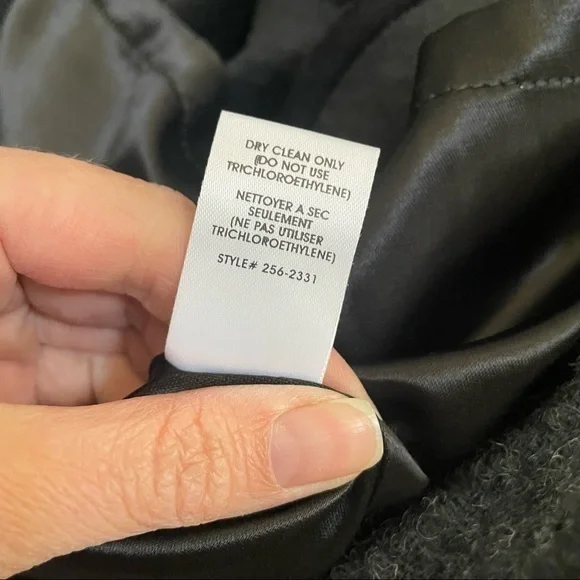 DRY CLEAN ONLY
(DO NOT USE
TRICHLOROETHYLENE)
NETTOYER A SEC
SEULEMENT
(NE PAS UTILISER
TRICHLOROETHYLENE)
STYLE# 256-2331